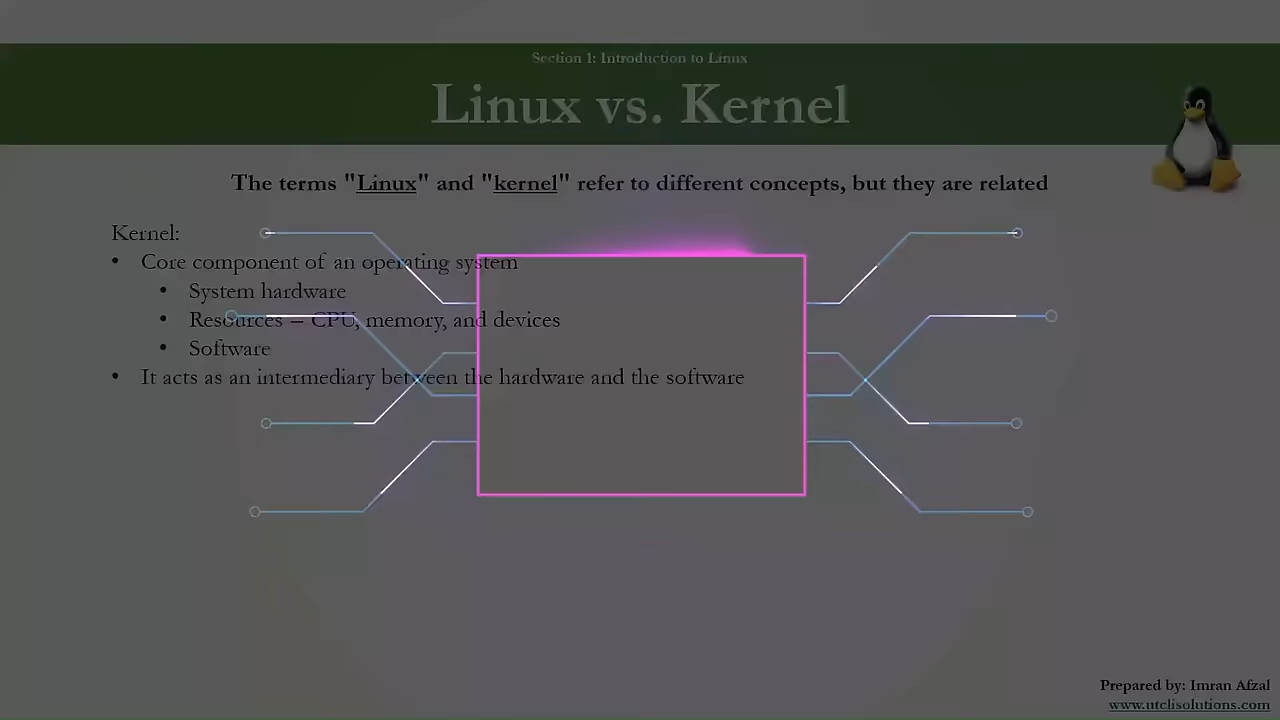 Section 1: Introduction to Linux
Linux vs. Kernel
The terms "Linux" and "kernel" refer to different concepts, but they are related
Kernel:
• Core component of an operating system
• System hardware
• Resources – CPU, memory, and devices
• Software
• It acts as an intermediary between the hardware and the software
Prepared by: Imran Afzal
www.utclisolutions.com